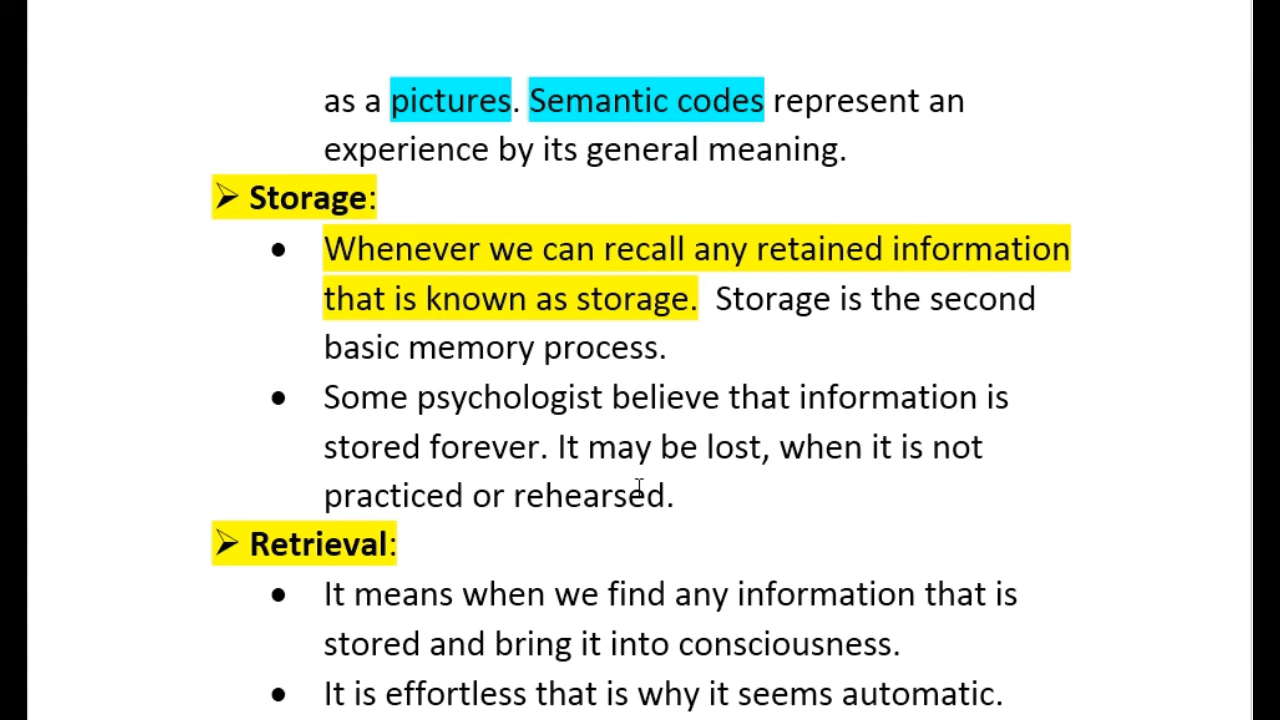 as a pictures. Semantic codes represent an
experience by its general meaning.
➢ Storage:
• Whenever we can recall any retained information
that is known as storage.  Storage is the second
basic memory process.
• Some psychologist believe that information is
stored forever. It may be lost, when it is not
practiced or rehearsed.
➢ Retrieval:
• It means when we find any information that is
stored and bring it into consciousness.
• It is effortless that is why it seems automatic.